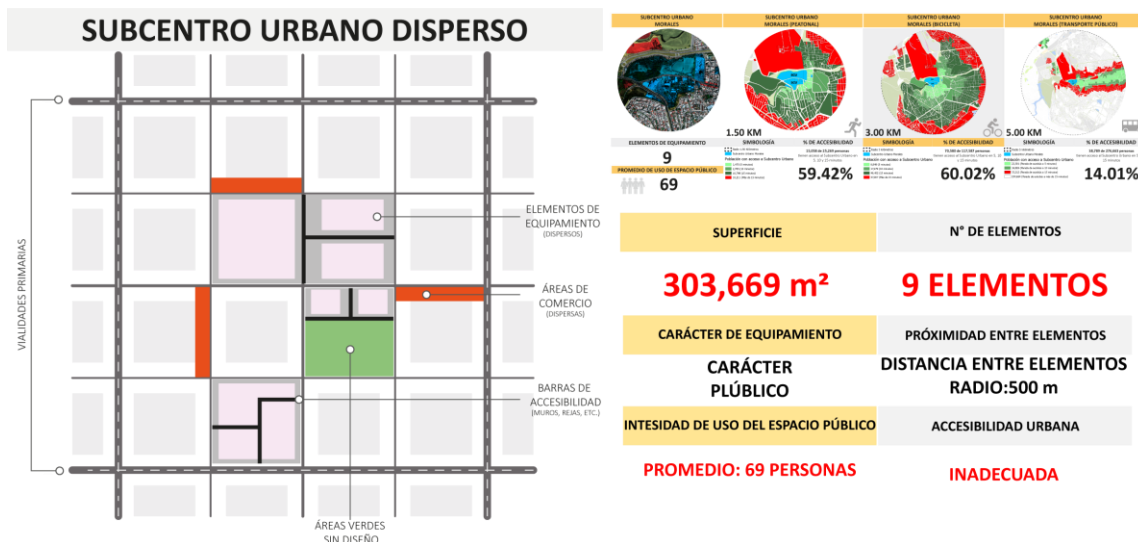 SUBCENTRO URBANO DISPERSO
VIALIDADES PRIMARIAS
ELEMENTOS DE
EQUIPAMIENTO
(DISPERSOS)
ÁREAS DE
COMERCIO
(DISPERSAS)
BARRAS DE
ACCESIBILIDAD
(MUROS, REJAS, ETC.)
ÁREAS VERDES
SIN DISEÑO
SUBCENTRO URBANO
MORALES
SUBCENTRO URBANO
MORALES (PEATONAL)
SUBCENTRO URBANO
MORALES (BICICLETA)
SUBCENTRO URBANO
MORALES (TRANSPORTE PÚBLICO)
1.50 KM
3.00 KM
5.00 KM
ELEMENTOS DE EQUIPAMIENTO
9
PROMEDIO DE USO DE ESPACIO PÚBLICO
69
SIMBOLOGÍA
% DE ACCESIBILIDAD
59.42%
SIMBOLOGÍA
% DE ACCESIBILIDAD
60.02%
SIMBOLOGÍA
% DE ACCESIBILIDAD
14.01%
SUPERFICIE
N° DE ELEMENTOS
303,669 m²
9 ELEMENTOS
CARÁCTER DE EQUIPAMIENTO
PRÓXIMIDAD ENTRE ELEMENTOS
CARÁCTER
PLÚBLICO
DISTANCIA ENTRE ELEMENTOS
RADIO:500 m
INTESIDAD DE USO DEL ESPACIO PÚBLICO
ACCESIBILIDAD URBANA
PROMEDIO: 69 PERSONAS
INADECUADA